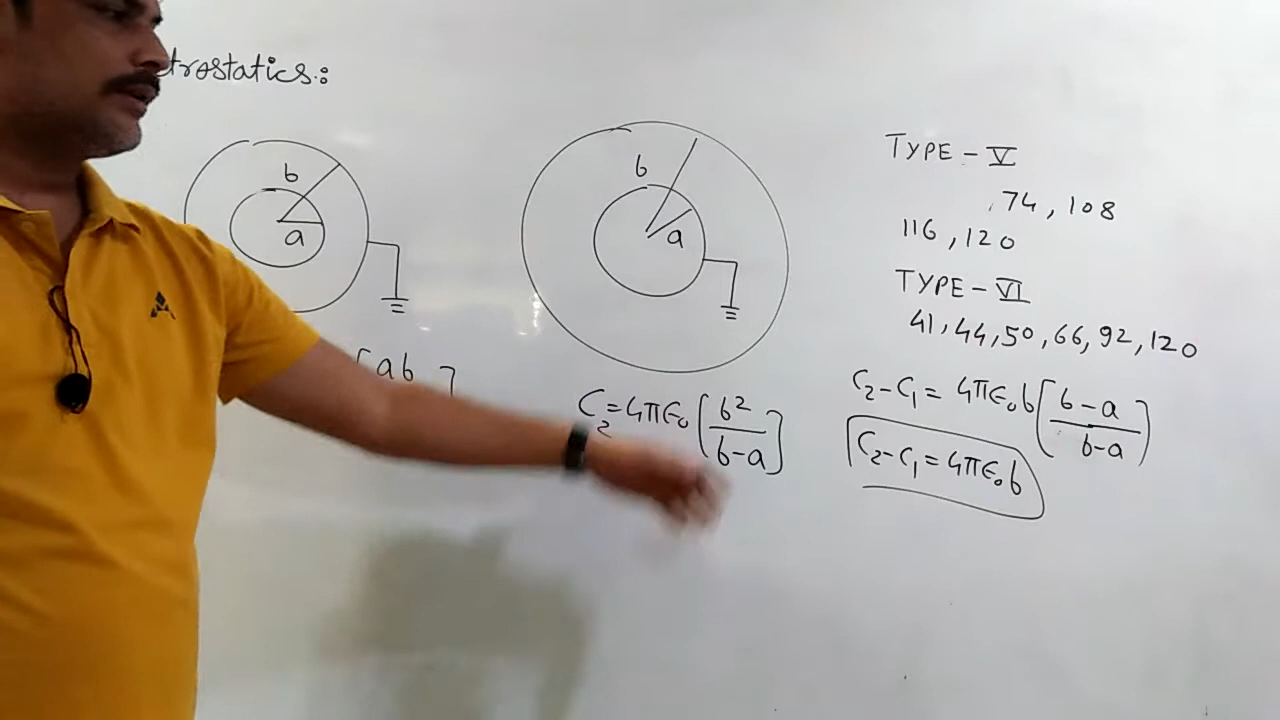 trostatics:
b
a
b
a
TYPE - V
74, 108
116, 120
TYPE - VI
41, 44, 50, 66, 92, 120
[ab]
C₂ = 4πϵ₀ [b²/(b-a)]
C₂-C₁ = 4πϵ₀b [(b-a)/(b-a)]
C₂-C₁ = 4πϵ₀b